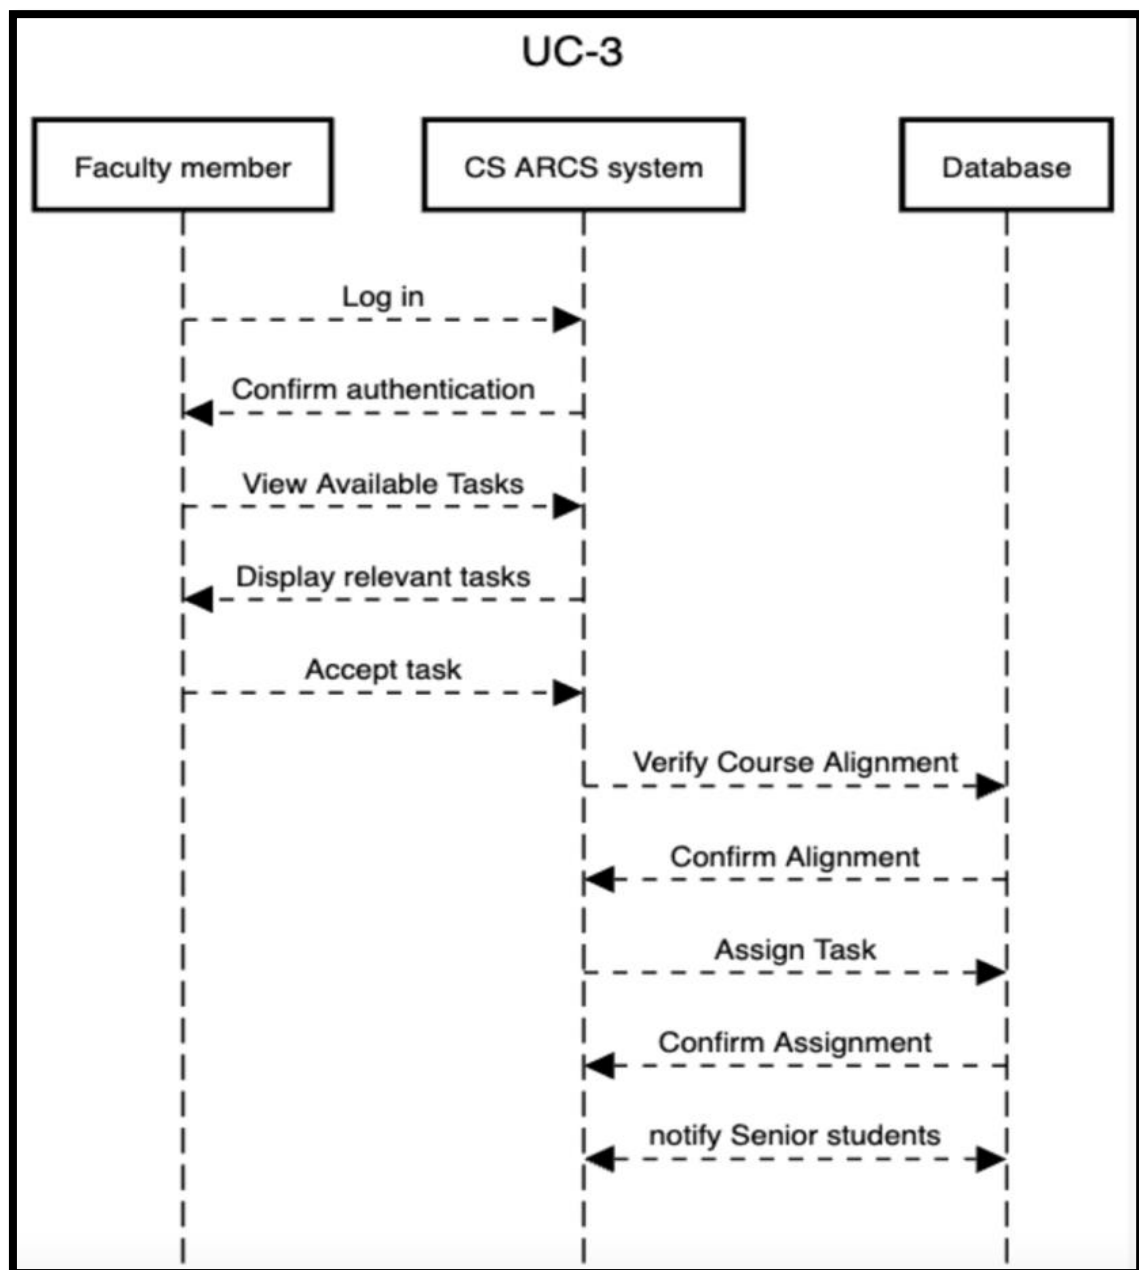 UC-3
Faculty member
CS ARCS system
Database
Log in
Confirm authentication
View Available Tasks
Display relevant tasks
Accept task
Verify Course Alignment
Confirm Alignment
Assign Task
Confirm Assignment
notify Senior students